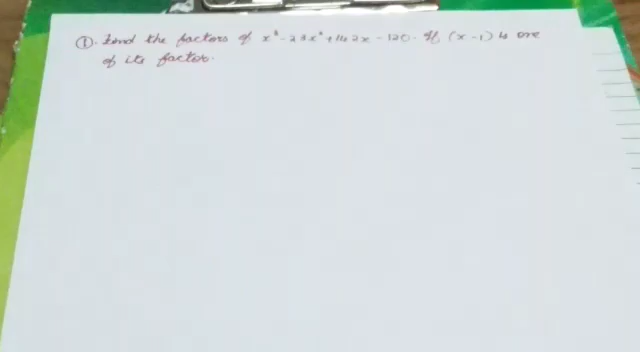 ①. Find the factors of x³-23x²+142x-120. If (x-1) is one
of its factor.